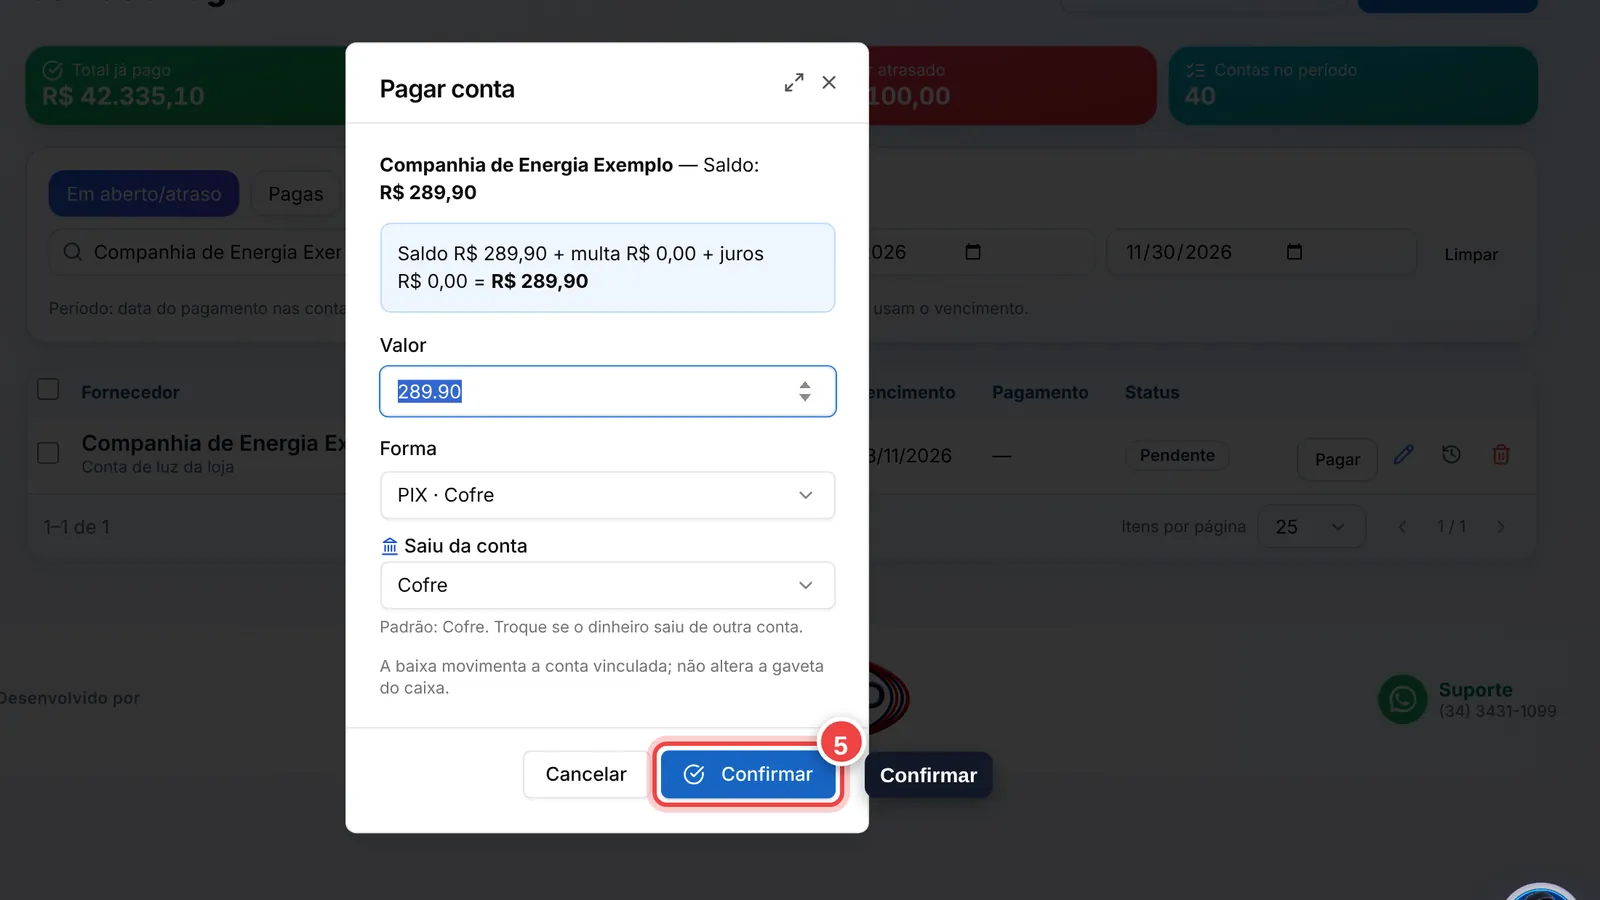 Total já pago
R$ 42.335,10
atrasado
100,00
Contas no período
40
Pagar conta
Companhia de Energia Exemplo — Saldo:
R$ 289,90
Saldo R$ 289,90 + multa R$ 0,00 + juros
R$ 0,00 = R$ 289,90
Em aberto/atraso
Pagas
Companhia de Energia Exer
026
11/30/2026
Limpar
Período: data do pagamento nas conta
usam o vencimento.
Valor
289.90
Fornecedor
encimento
Pagamento
Status
Companhia de Energia Ex
Conta de luz da loja
/11/2026
—
Pendente
Pagar
Forma
PIX · Cofre
1–1 de 1
Itens por página
25
1 / 1
Saiu da conta
Cofre
Padrão: Cofre. Troque se o dinheiro saiu de outra conta.
A baixa movimenta a conta vinculada; não altera a gaveta
do caixa.
Desenvolvido por
Suporte
(34) 3431-1099
Cancelar
Confirmar
5
Confirmar